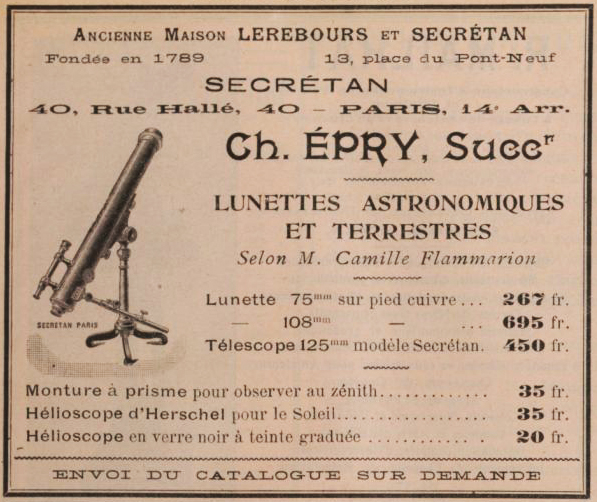 ANCIENNE MAISON LEREBOURS ET SECRÉTAN
Fondée en 1789 13, place du Pont-Neuf
SECRÉTAN
40, Rue Hallé, 40 – PARIS, 14e Arr.
Ch. ÉPRY, Succr
LUNETTES ASTRONOMIQUES
ET TERRESTRES
Selon M. Camille Flammarion
Lunette 75mm sur pied cuivre... 267 fr.
— 108mm — ... 695 fr.
Télescope 125mm modèle Secrétan. 450 fr.
SECRETAN PARIS
Monture à prisme pour observer au zénith............ 35 fr.
Hélioscope d'Herschel pour le Soleil................ 35 fr.
Hélioscope en verre noir à teinte graduée ............ 20 fr.
ENVOI DU CATALOGUE SUR DEMANDE